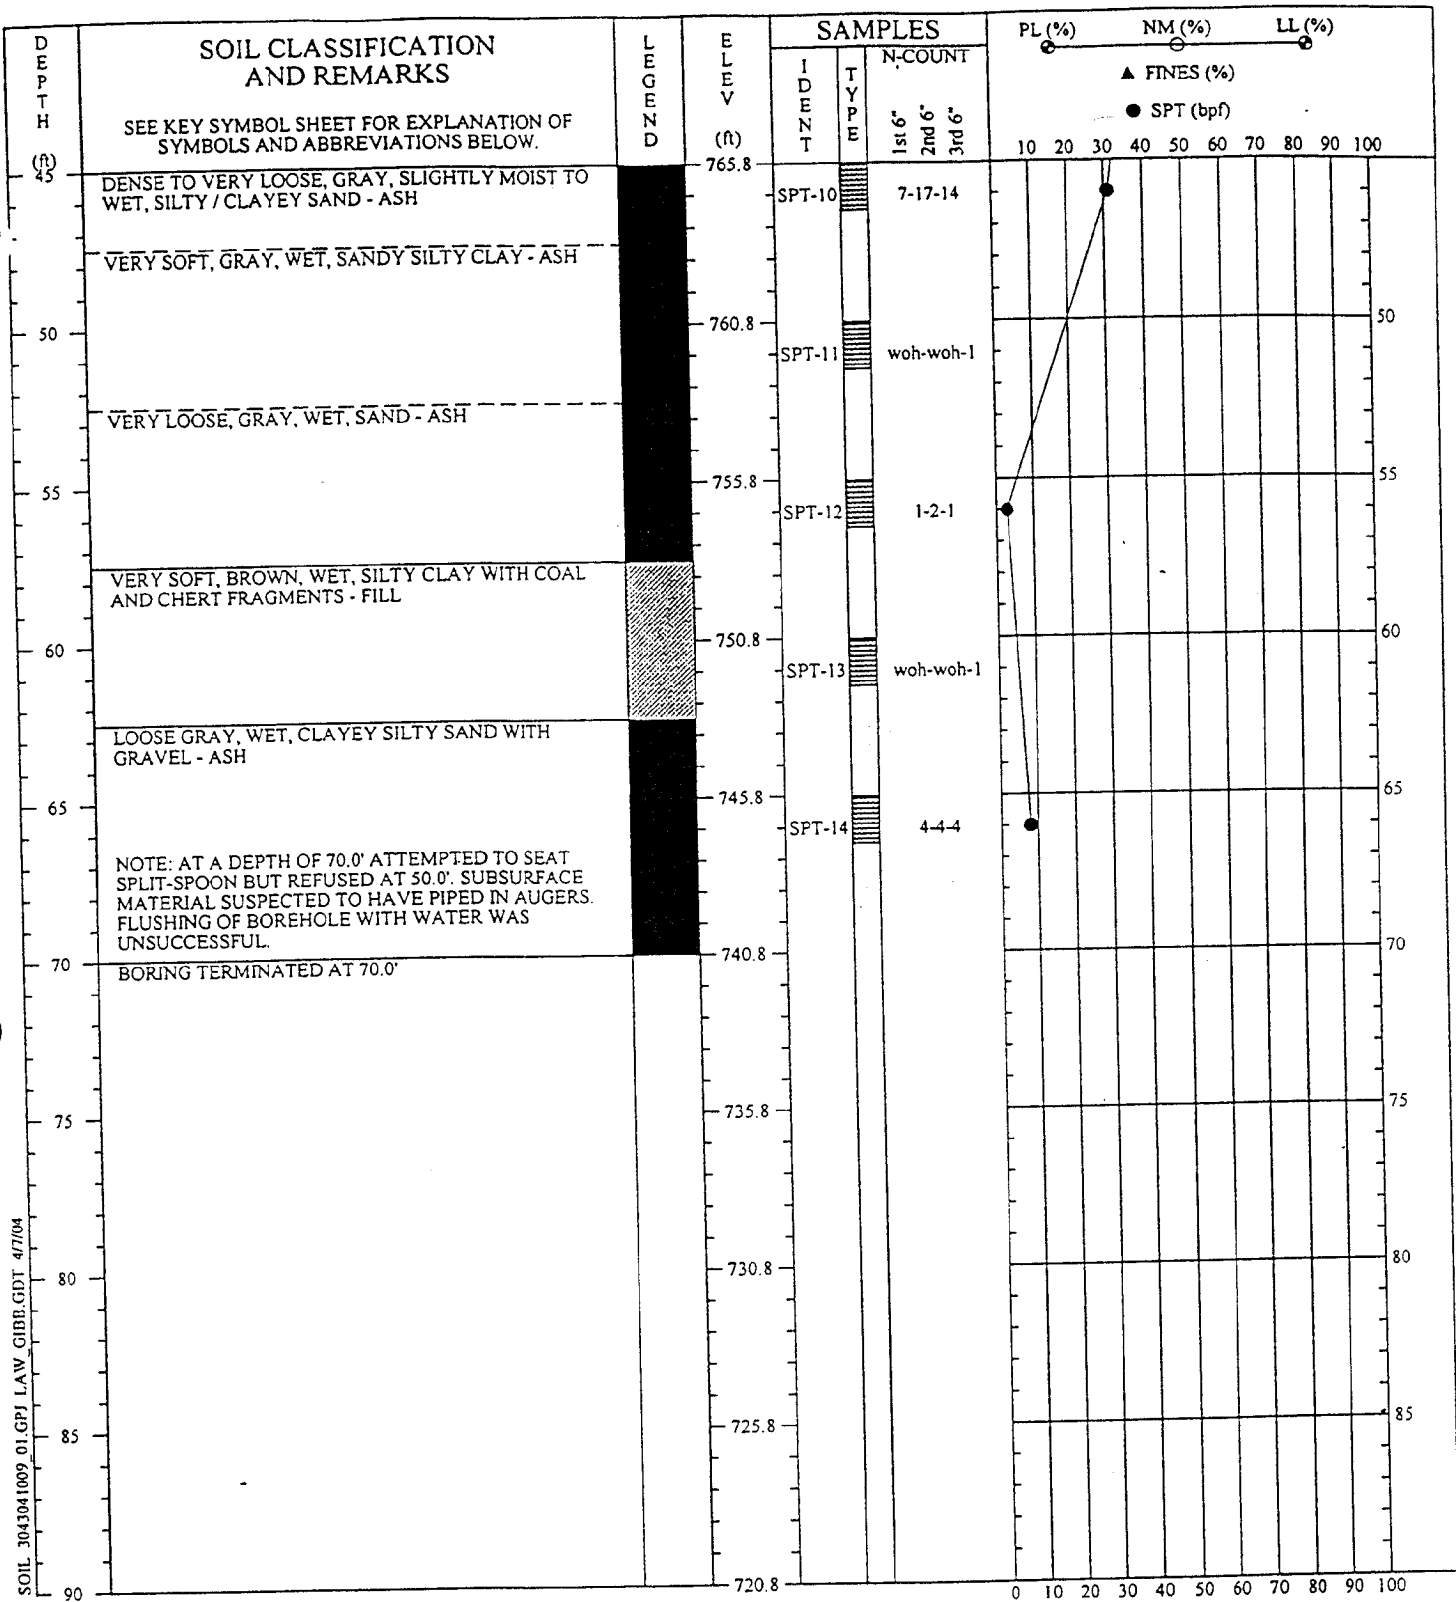 DEPTH
(ft)
SOIL CLASSIFICATION
AND REMARKS
SEE KEY SYMBOL SHEET FOR EXPLANATION OF
SYMBOLS AND ABBREVIATIONS BELOW.
LEGEND
ELEV
(ft)
SAMPLES
IDENT
TYPE
N-COUNT
1st 6"
2nd 6"
3rd 6"
PL (%) NM (%) LL (%)
▲ FINES (%)
● SPT (bpf)
10 20 30 40 50 60 70 80 90 100
45
DENSE TO VERY LOOSE, GRAY, SLIGHTLY MOIST TO
WET, SILTY / CLAYEY SAND - ASH
765.8
SPT-10 7-17-14
VERY SOFT, GRAY, WET, SANDY SILTY CLAY - ASH
50 760.8 50
SPT-11 woh-woh-1
VERY LOOSE, GRAY, WET, SAND - ASH
55 755.8 55
SPT-12 1-2-1
VERY SOFT, BROWN, WET, SILTY CLAY WITH COAL
AND CHERT FRAGMENTS - FILL
60 750.8 60
SPT-13 woh-woh-1
LOOSE GRAY, WET, CLAYEY SILTY SAND WITH
GRAVEL - ASH
65 745.8 65
SPT-14 4-4-4
NOTE: AT A DEPTH OF 70.0' ATTEMPTED TO SEAT
SPLIT-SPOON BUT REFUSED AT 50.0'. SUBSURFACE
MATERIAL SUSPECTED TO HAVE PIPED IN AUGERS.
FLUSHING OF BOREHOLE WITH WATER WAS
UNSUCCESSFUL.
70 740.8 70
BORING TERMINATED AT 70.0'
75 735.8 75
80 730.8 80
85 725.8 85
90 720.8
0 10 20 30 40 50 60 70 80 90 100
SOIL 3043041009_01.GPJ LAW_GIBB.GDT 4/7/04